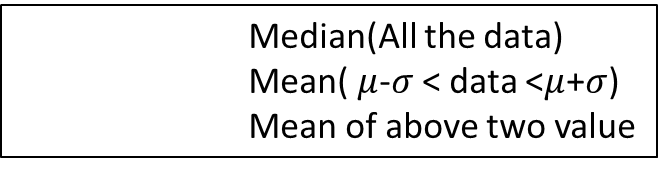 Median(All the data)
Mean( μ-σ < data <μ+σ)
Mean of above two value